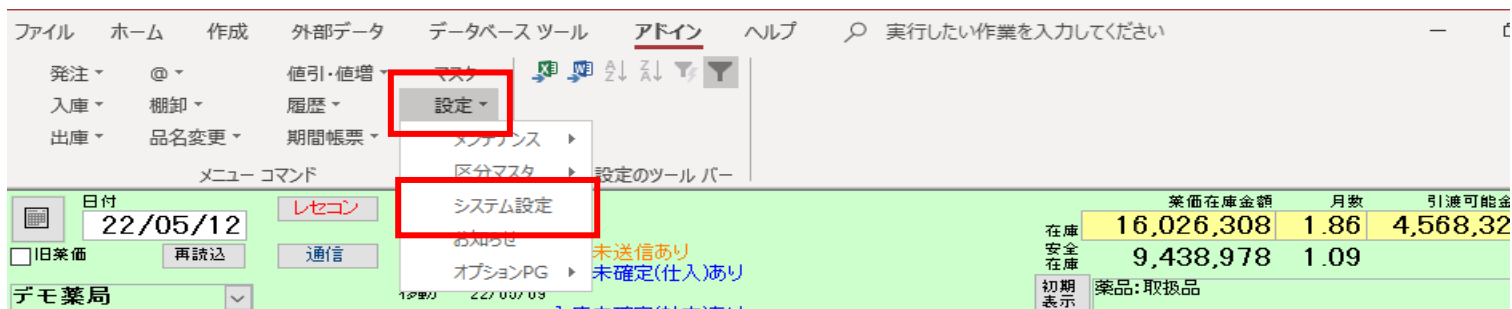 ファイル ホーム 作成 外部データ データベース ツール アドイン ヘルプ 実行したい作業を入力してください
発注 @ 値引・値増 マスタ
入庫 棚卸 履歴 設定
出庫 品名変更 期間帳票 メンテナンス
メニュー コマンド 区分マスタ 設定のツール バー
システム設定
お知らせ
オプションPG
日付
22/05/12 レセコン
旧薬価 再読込 通信 未送信あり
未確定(仕入)あり
デモ薬局 22/05/09
薬価在庫金額 月数 引渡可能金
在庫 16,026,308 1.86 4,568,32
安全在庫 9,438,978 1.09
初期表示 薬品:取扱品